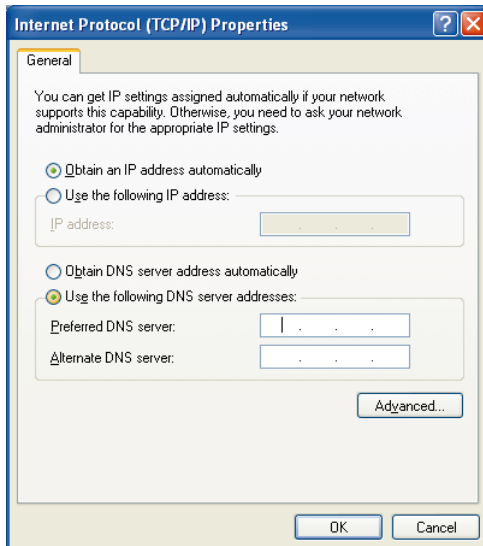 Internet Protocol (TCP/IP) Properties
General
You can get IP settings assigned automatically if your network
supports this capability. Otherwise, you need to ask your network
administrator for the appropriate IP settings.
Obtain an IP address automatically
Use the following IP address:
IP address:
Obtain DNS server address automatically
Use the following DNS server addresses:
Preferred DNS server:
Alternate DNS server:
Advanced...
OK
Cancel